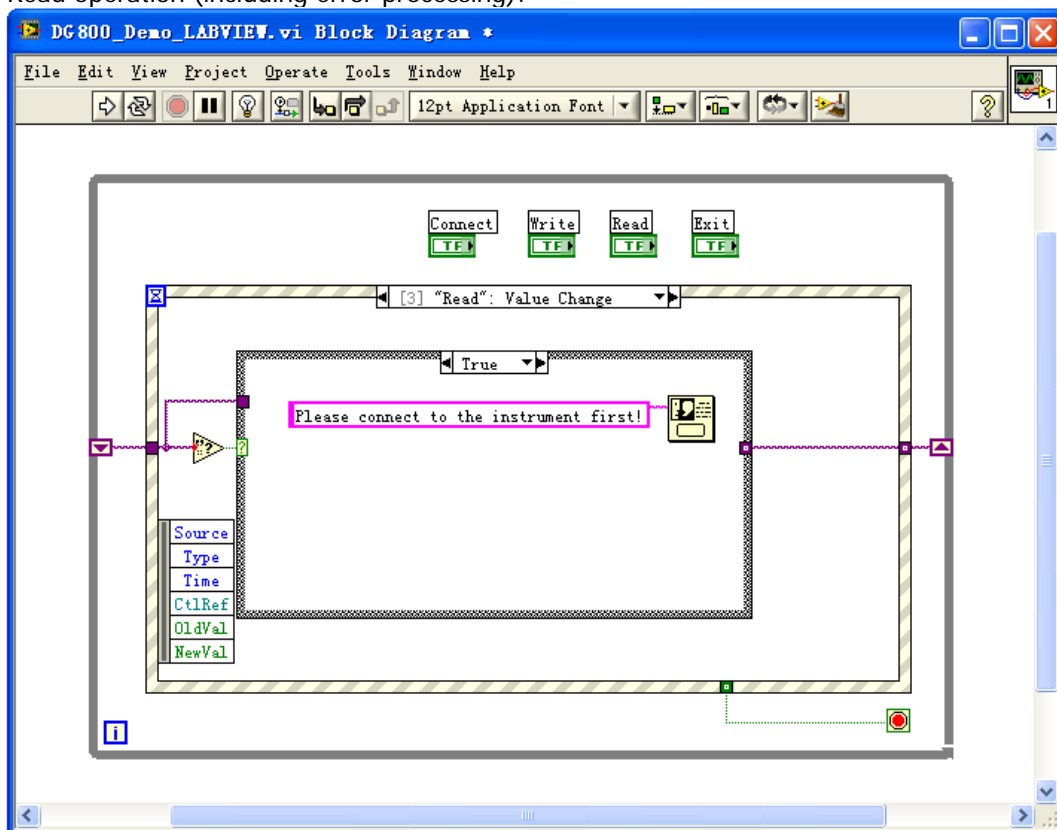 Read operation (including error processing):
DG800_Demo_LABVIEW.vi Block Diagram *
File Edit View Project Operate Tools Window Help
12pt Application Font
1
Connect Write Read Exit
TF TF TF TF
[3] "Read": Value Change
True
Please connect to the instrument first!
"?
?
Source
Type
Time
CtlRef
OldVal
NewVal
i